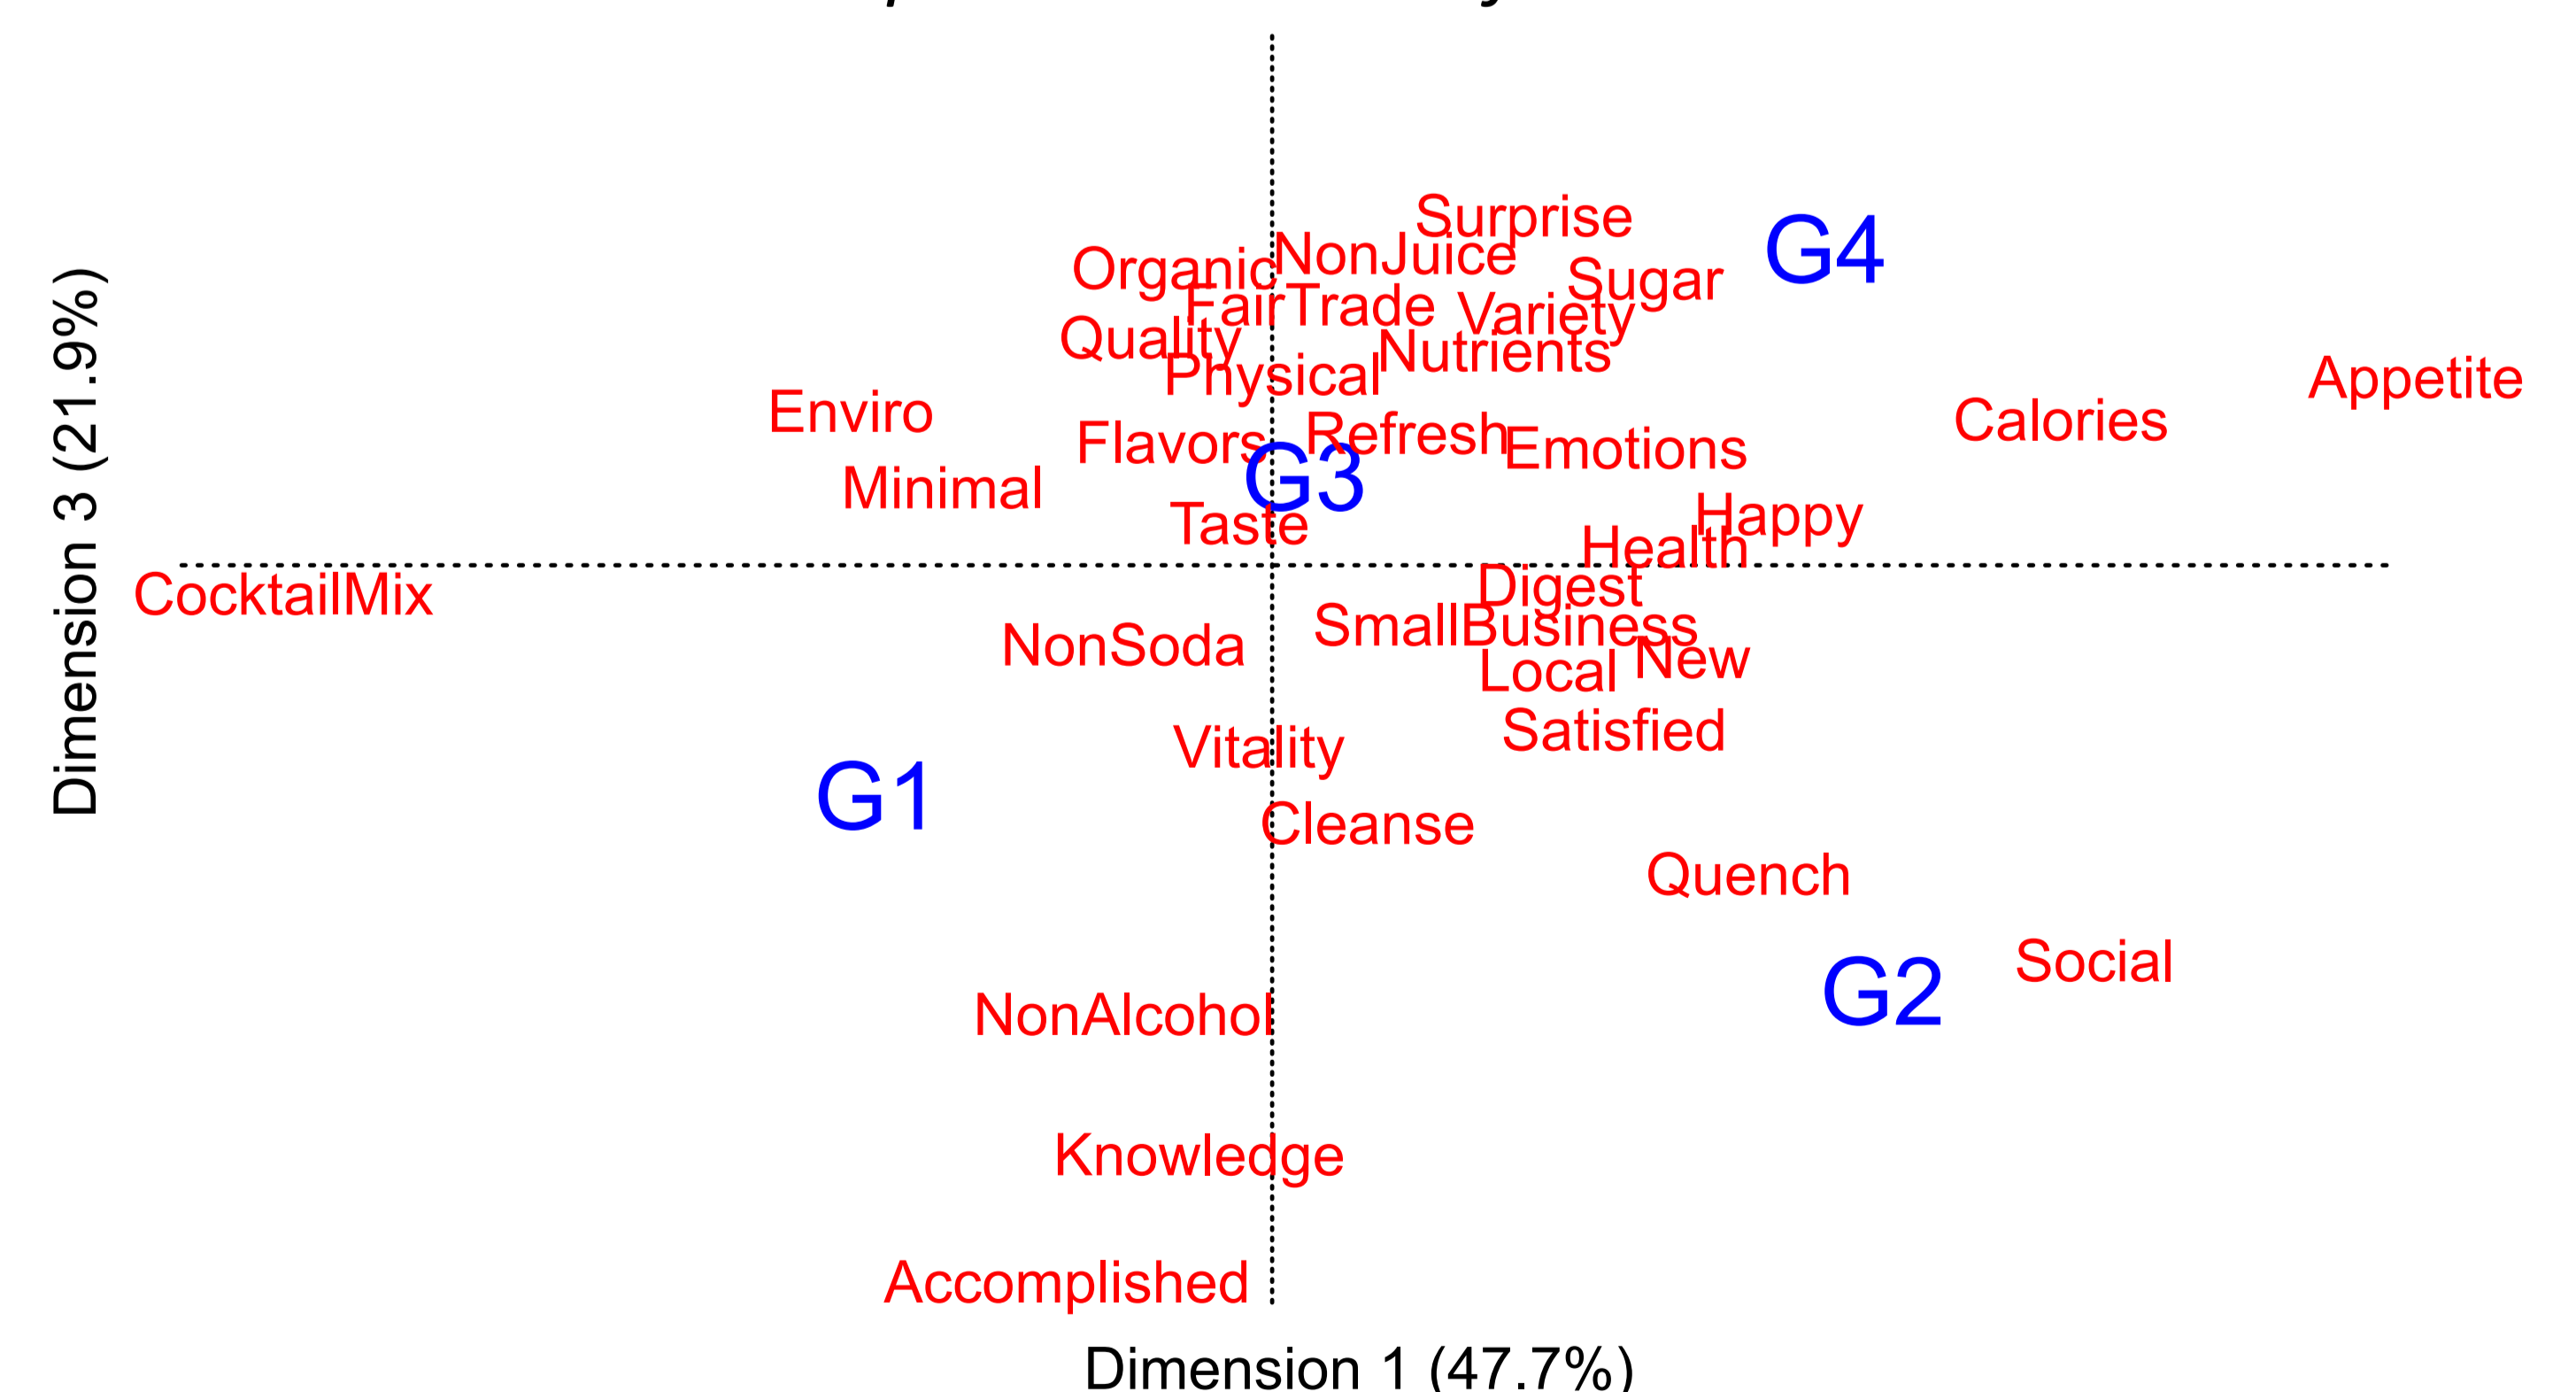 Surprise
G4
NonJuice
Organic
Sugar
FairTrade
Variety
Quality
Nutrients
Physical
Appetite
Enviro
Calories
Refresh
Flavors
Emotions
G3
Minimal
Happy
Taste
Health
Digest
CocktailMix
SmallBusiness
NonSoda
New
Local
Satisfied
Vitality
G1
Cleanse
Quench
Social
G2
NonAlcohol
Knowledge
Accomplished
Dimension 3 (21.9%)
Dimension 1 (47.7%)